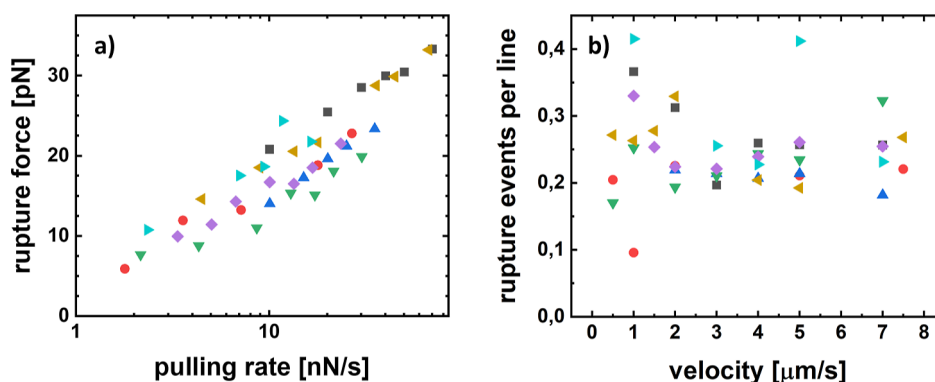 a)
rupture force [pN]
30
20
10
0
1
10
pulling rate [nN/s]
b)
rupture events per line
0,4
0,3
0,2
0,1
0,0
0 1 2 3 4 5 6 7 8
velocity [μm/s]